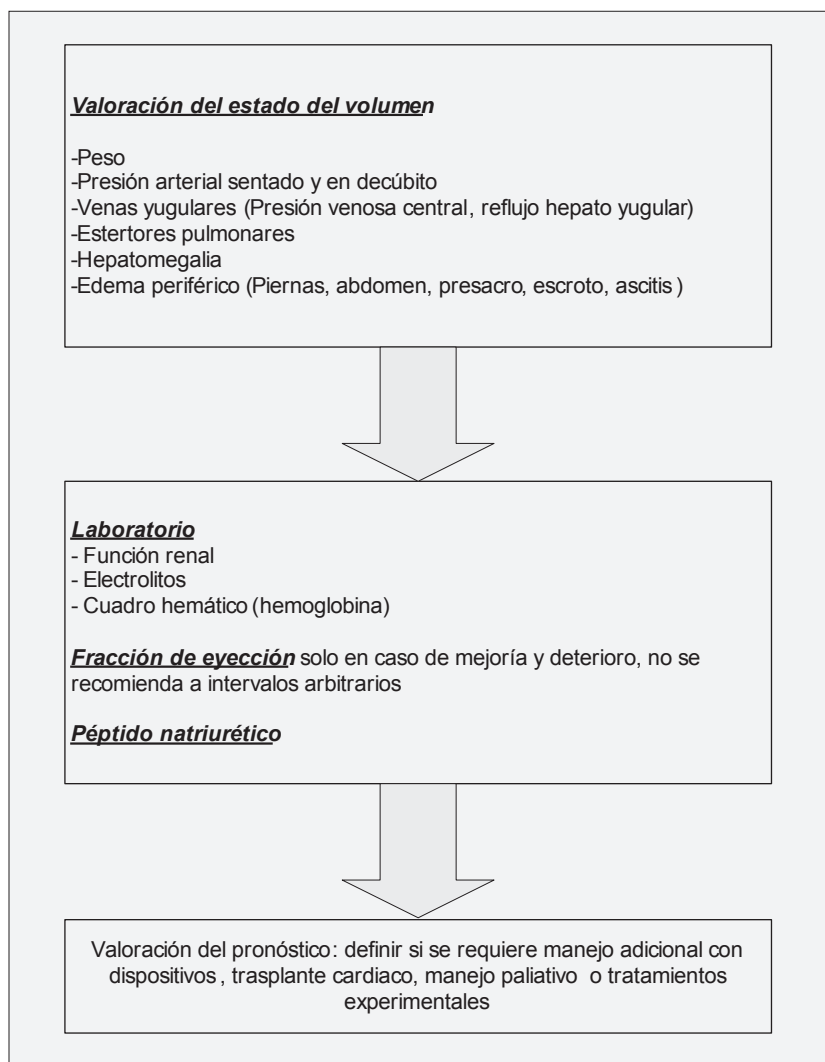 Valoración del estado del volumen
-Peso
-Presión arterial sentado y en decúbito
-Venas yugulares (Presión venosa central, reflujo hepato yugular)
-Estertores pulmonares
-Hepatomegalia
-Edema periférico (Piernas, abdomen, presacro, escroto, ascitis )
Laboratorio
- Función renal
- Electrolitos
- Cuadro hemático (hemoglobina)
Fracción de eyección solo en caso de mejoría y deterioro, no se
recomienda a intervalos arbitrarios
Péptido natriurético
Valoración del pronóstico: definir si se requiere manejo adicional con
dispositivos, trasplante cardiaco, manejo paliativo o tratamientos
experimentales